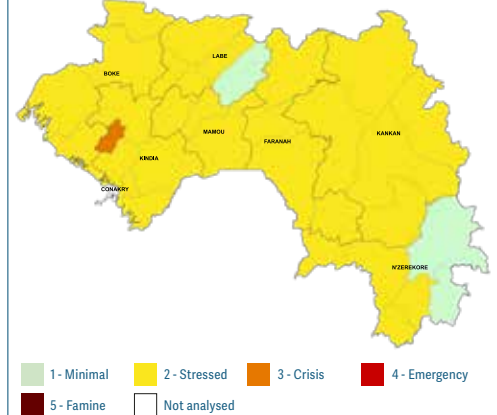 LABE
BOKE
MAMOU
KANKAN
FARANAH
KINDIA
CONAKRY
N'ZEREKORE
1 - Minimal
2 - Stressed
3 - Crisis
4 - Emergency
5 - Famine
Not analysed